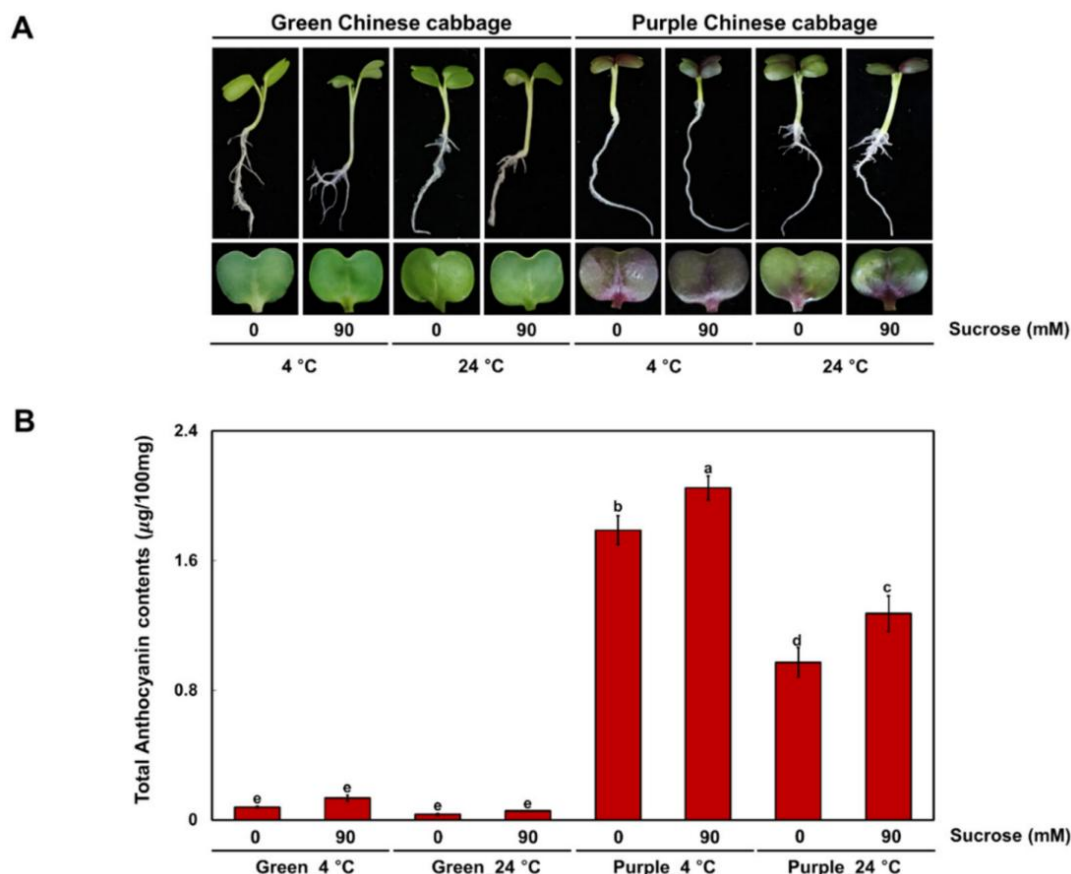 A
Green Chinese cabbage Purple Chinese cabbage
0 90 0 90 0 90 0 90 Sucrose (mM)
4 °C 24 °C 4 °C 24 °C
B
Total Anthocyanin contents (μg/100mg)
2.4
1.6
0.8
0
e e e e b a d c
0 90 0 90 0 90 0 90 Sucrose (mM)
Green 4 °C Green 24 °C Purple 4 °C Purple 24 °C